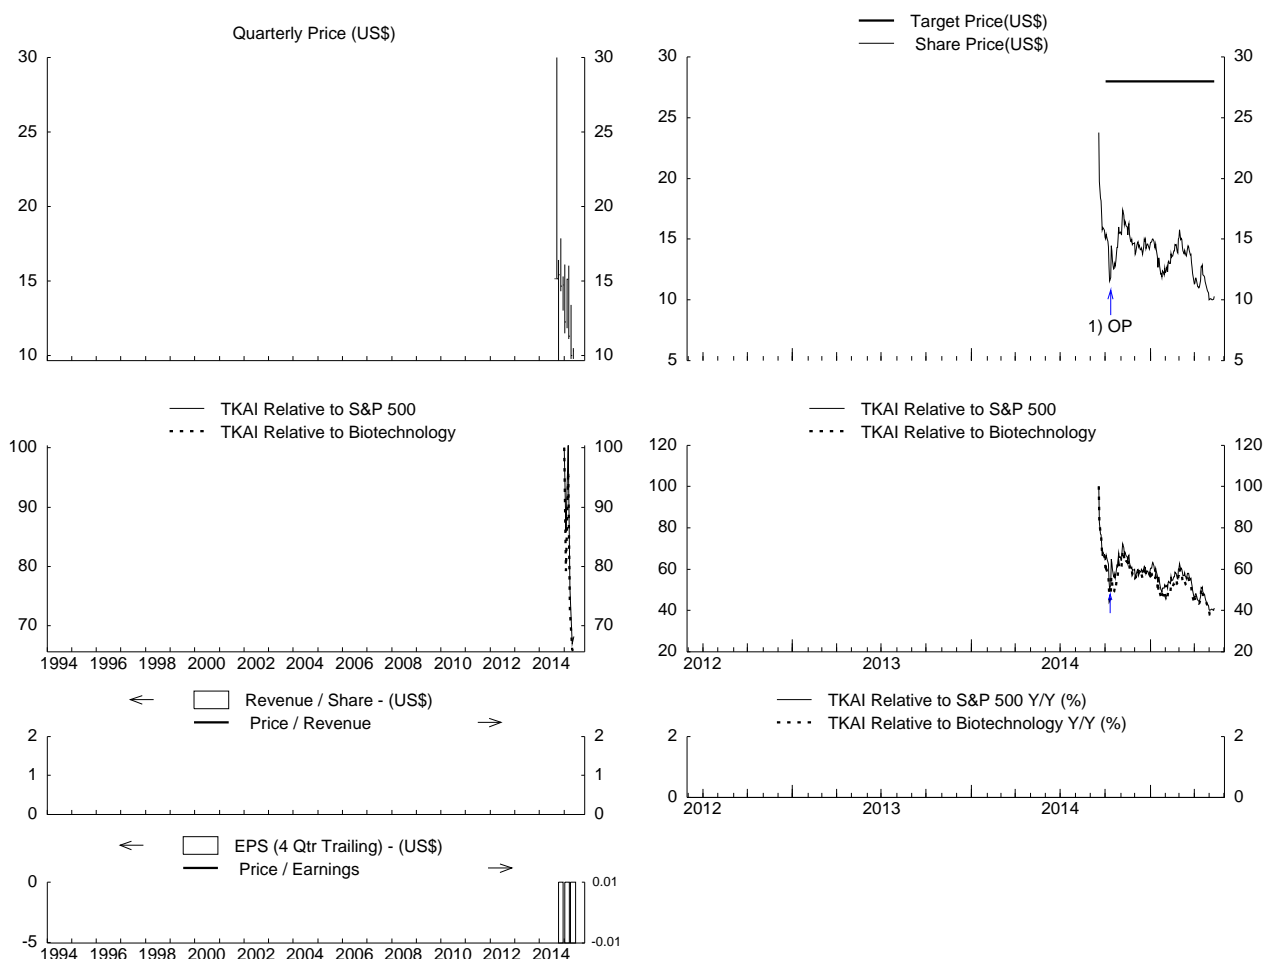 Quarterly Price (US$)
30 30
25 25
20 20
15 15
10 10
Target Price(US$)
Share Price(US$)
30 30
25 25
20 20
15 15
10 10
1) OP
5 5
TKAI Relative to S&P 500
TKAI Relative to Biotechnology
100 100
90 90
80 80
70 70
1994 1996 1998 2000 2002 2004 2006 2008 2010 2012 2014
TKAI Relative to S&P 500
TKAI Relative to Biotechnology
120 120
100 100
80 80
60 60
40 40
20 20
2012 2013 2014
Revenue / Share - (US$)
Price / Revenue
2 2
1 1
0 0
TKAI Relative to S&P 500 Y/Y (%)
TKAI Relative to Biotechnology Y/Y (%)
2 2
0 0
2012 2013 2014
EPS (4 Qtr Trailing) - (US$)
Price / Earnings
0 0.01
-5 -0.01
1994 1996 1998 2000 2002 2004 2006 2008 2010 2012 2014